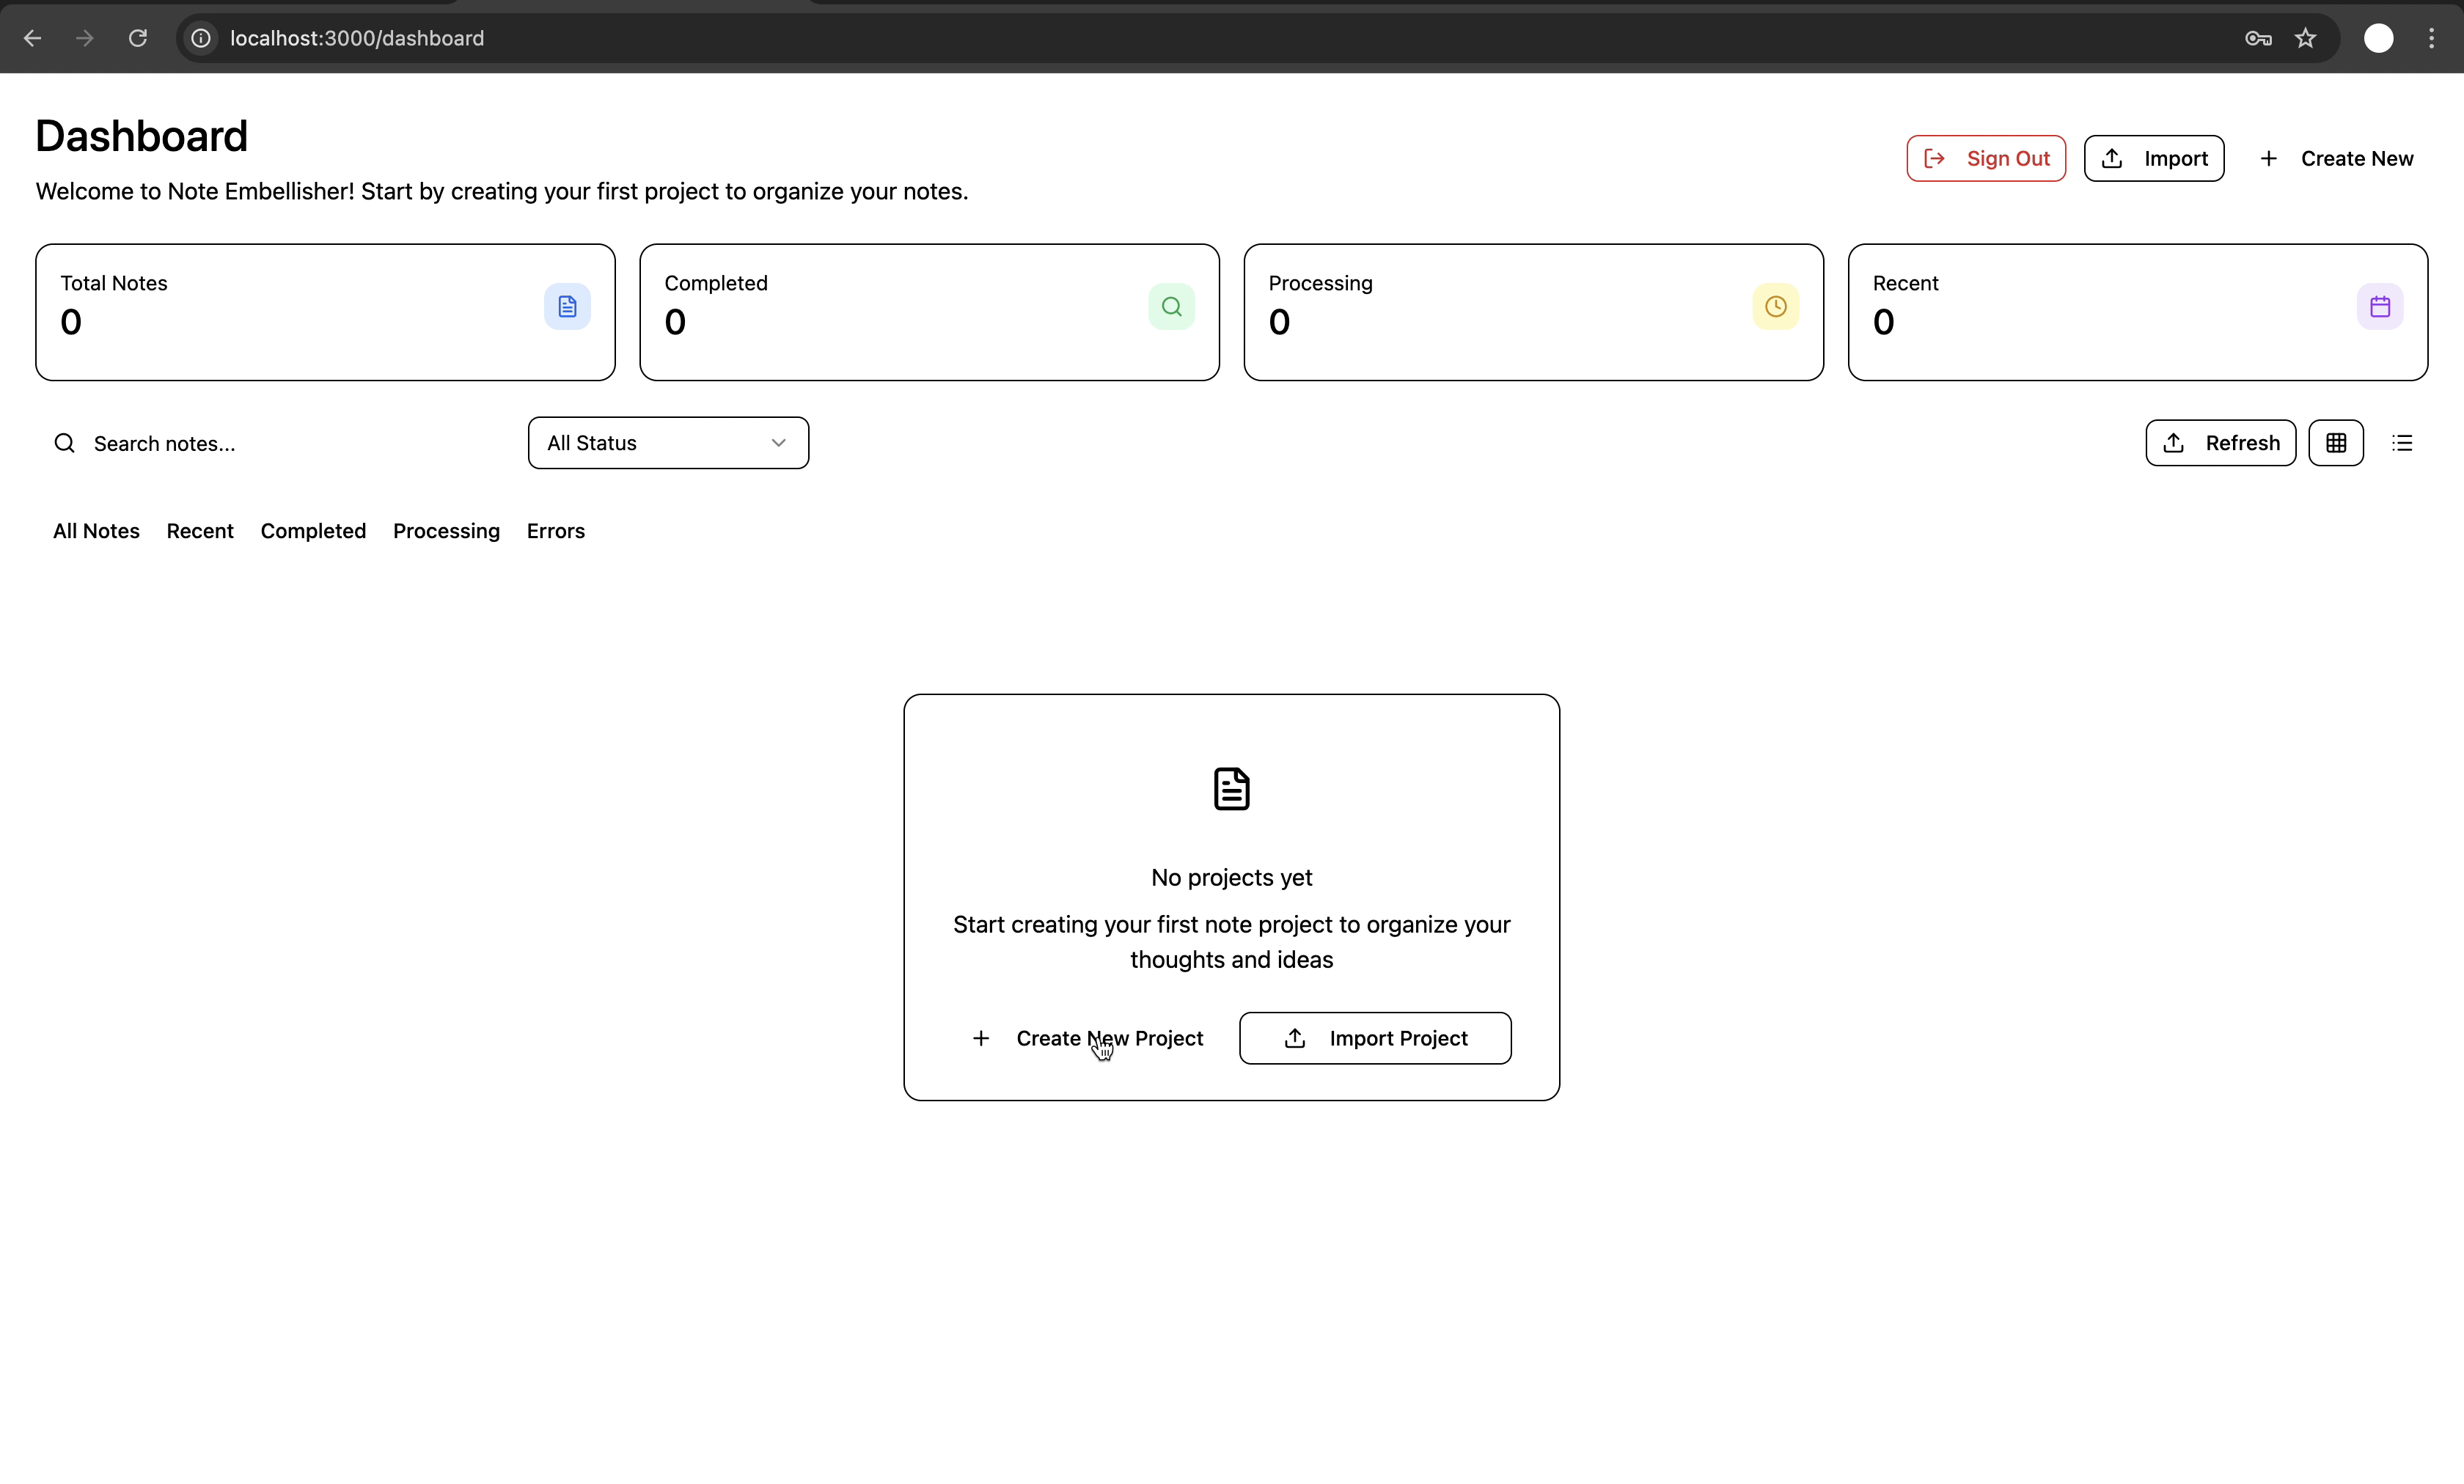 localhost:3000/dashboard
Dashboard
Welcome to Note Embellisher! Start by creating your first project to organize your notes.
Sign Out
Import
Create New
Total Notes
0
Completed
0
Processing
0
Recent
0
Search notes...
All Status
Refresh
All Notes
Recent
Completed
Processing
Errors
No projects yet
Start creating your first note project to organize your
thoughts and ideas
Create New Project
Import Project